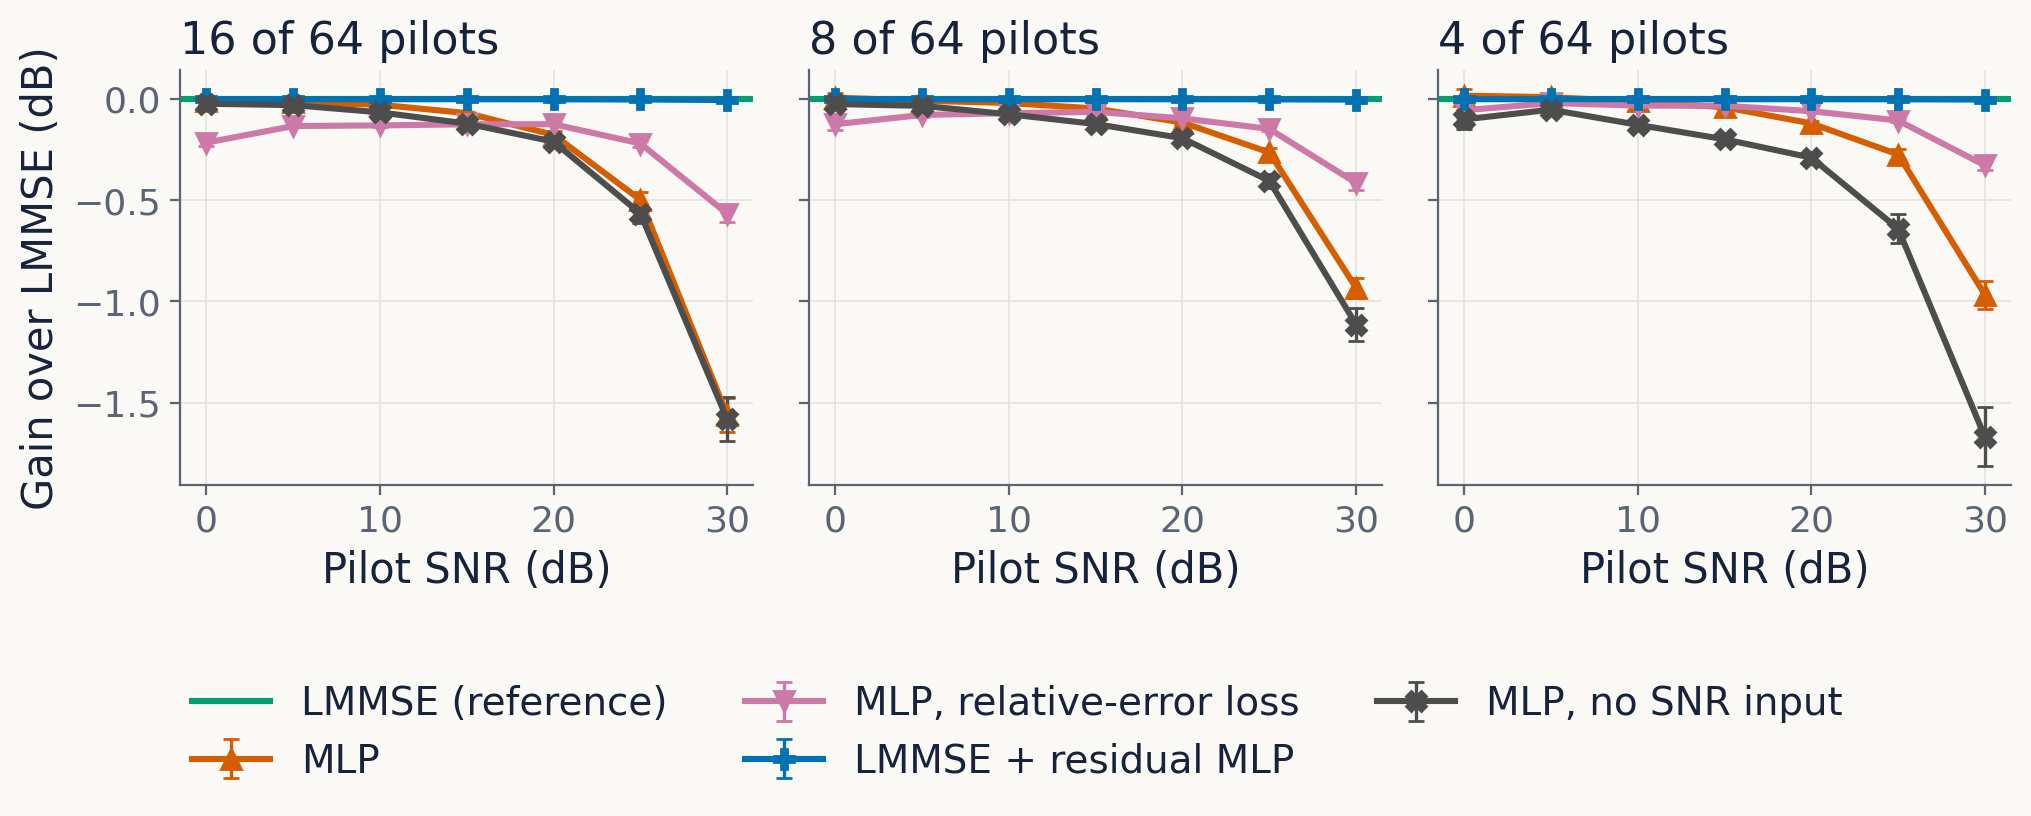 16 of 64 pilots
8 of 64 pilots
4 of 64 pilots
Gain over LMMSE (dB)
0.0
−0.5
−1.0
−1.5
0 10 20 30
0 10 20 30
0 10 20 30
Pilot SNR (dB)
Pilot SNR (dB)
Pilot SNR (dB)
LMMSE (reference)
MLP
MLP, relative-error loss
LMMSE + residual MLP
MLP, no SNR input